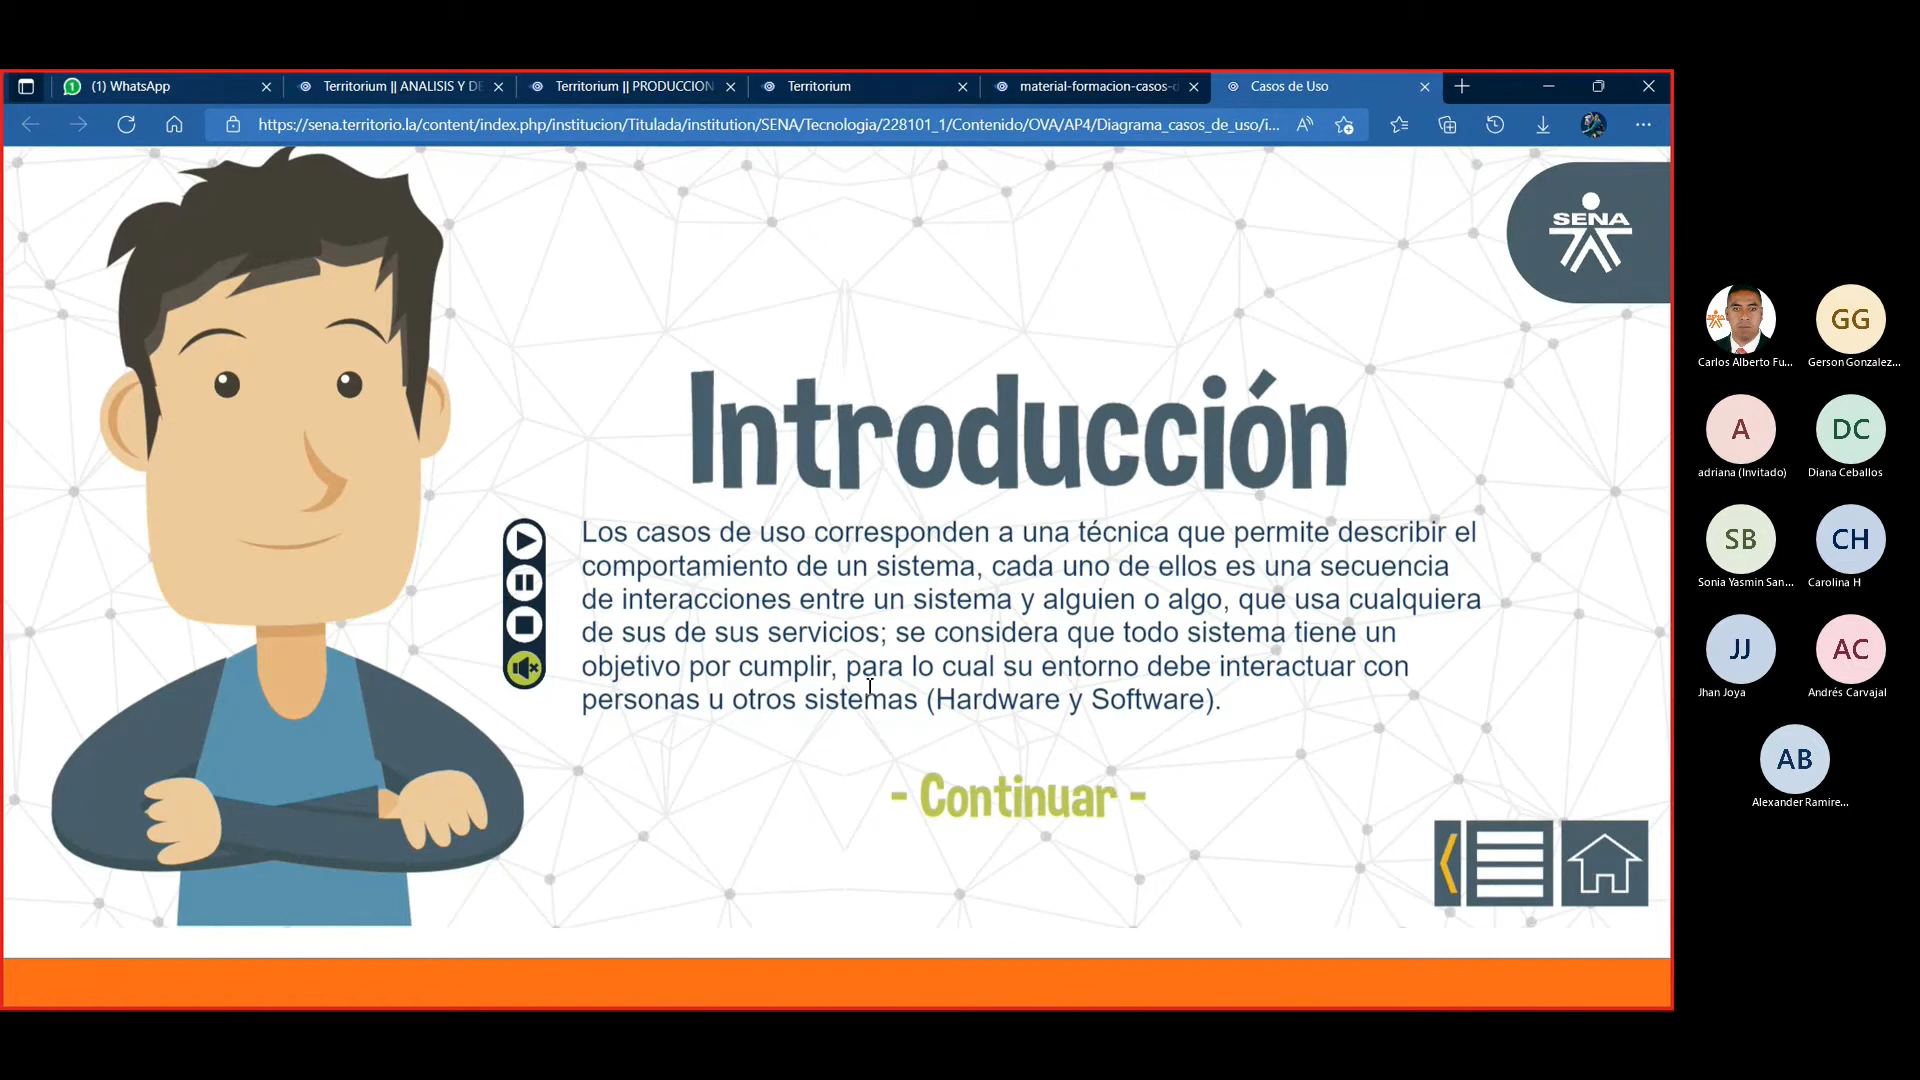 (1) WhatsApp
Territorium || ANALISIS Y DE
Territorium || PRODUCCION
Territorium
material-formacion-casos-d
Casos de Uso
https://sena.territorio.la/content/index.php/institucion/Titulada/institution/SENA/Tecnologia/228101_1/Contenido/OVA/AP4/Diagrama_casos_de_uso/i...
SENA
Introducción
Los casos de uso corresponden a una técnica que permite describir el
comportamiento de un sistema, cada uno de ellos es una secuencia
de interacciones entre un sistema y alguien o algo, que usa cualquiera
de sus de sus servicios; se considera que todo sistema tiene un
objetivo por cumplir, para lo cual su entorno debe interactuar con
personas u otros sistemas (Hardware y Software).
- Continuar -
Carlos Alberto Fu...
GG
Gerson Gonzalez...
A
adriana (Invitado)
DC
Diana Ceballos
SB
Sonia Yasmin San...
CH
Carolina H
JJ
Jhan Joya
AC
Andrés Carvajal
AB
Alexander Ramire...